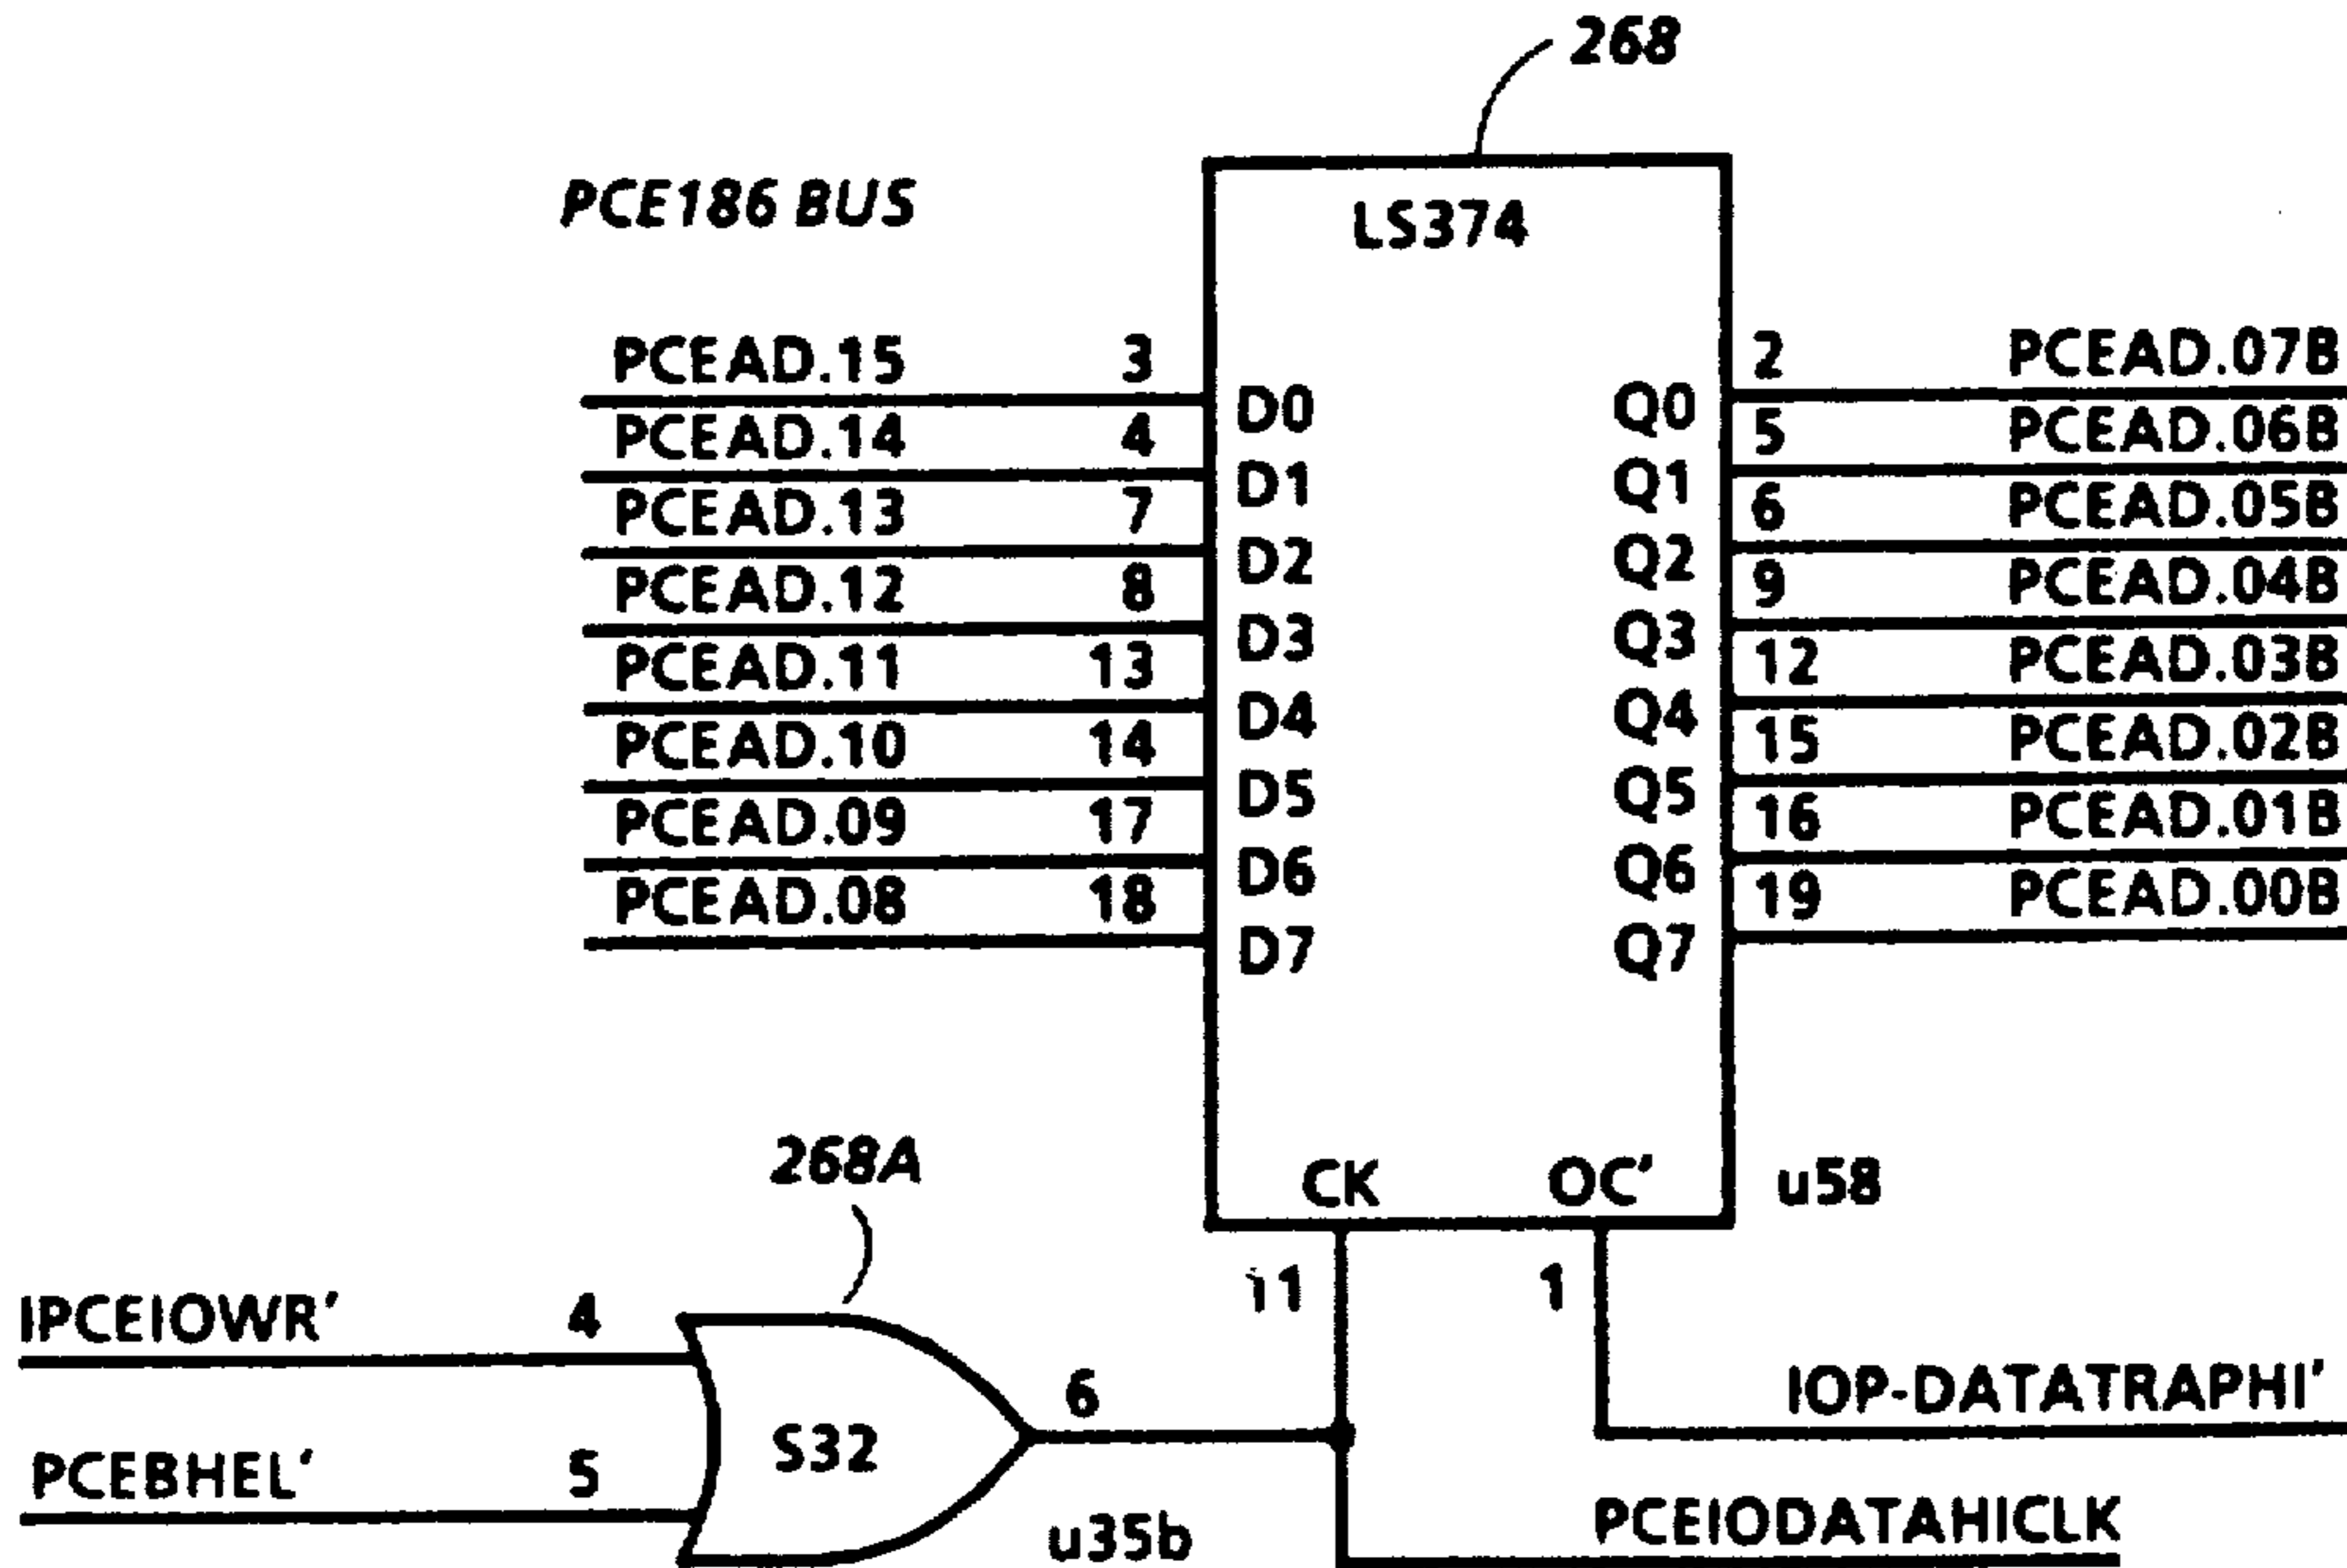 268
PCE186 BUS
LS374
PCEAD.15 3 D0 Q0 2 PCEAD.07B
PCEAD.14 4 D1 Q1 5 PCEAD.06B
PCEAD.13 7 D2 Q2 6 PCEAD.05B
PCEAD.12 8 D3 Q3 9 PCEAD.04B
PCEAD.11 13 D4 Q4 12 PCEAD.03B
PCEAD.10 14 D5 Q5 15 PCEAD.02B
PCEAD.09 17 D6 Q6 16 PCEAD.01B
PCEAD.08 18 D7 Q7 19 PCEAD.00B
268A
CK OC' u58
11 1
IPCEIOWR' 4
6
IOP-DATATRAPHI'
S32
PCEBHEL' 5
u35b
PCEIODATAHICLK